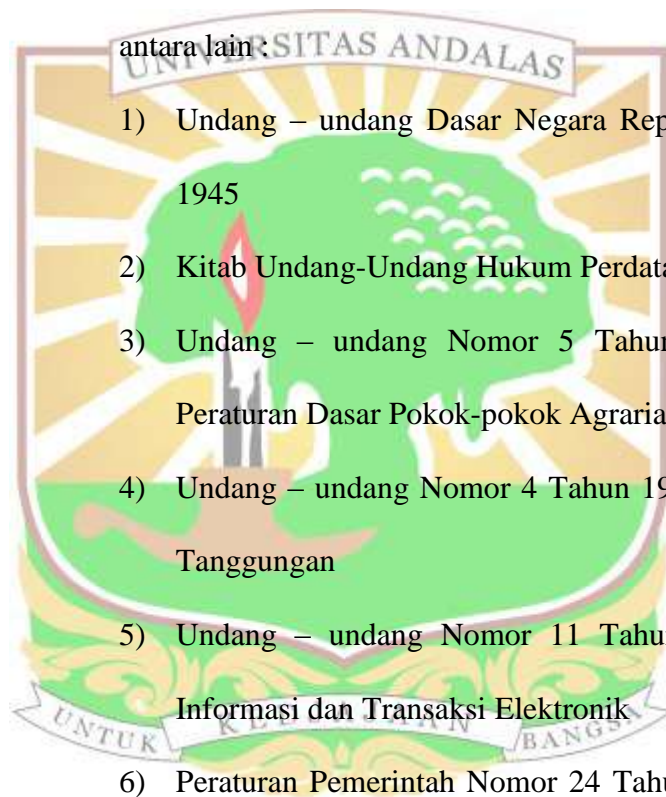 antara lain :
UNIVERSITAS ANDALAS
1) Undang – undang Dasar Negara Rep
1945
2) Kitab Undang-Undang Hukum Perdata
3) Undang – undang Nomor 5 Tahun
Peraturan Dasar Pokok-pokok Agraria
4) Undang – undang Nomor 4 Tahun 19
Tanggungan
5) Undang – undang Nomor 11 Tahu
Informasi dan Transaksi Elektronik
UNTUK KEDJAJAAN BANGSA
6) Peraturan Pemerintah Nomor 24 Tahu